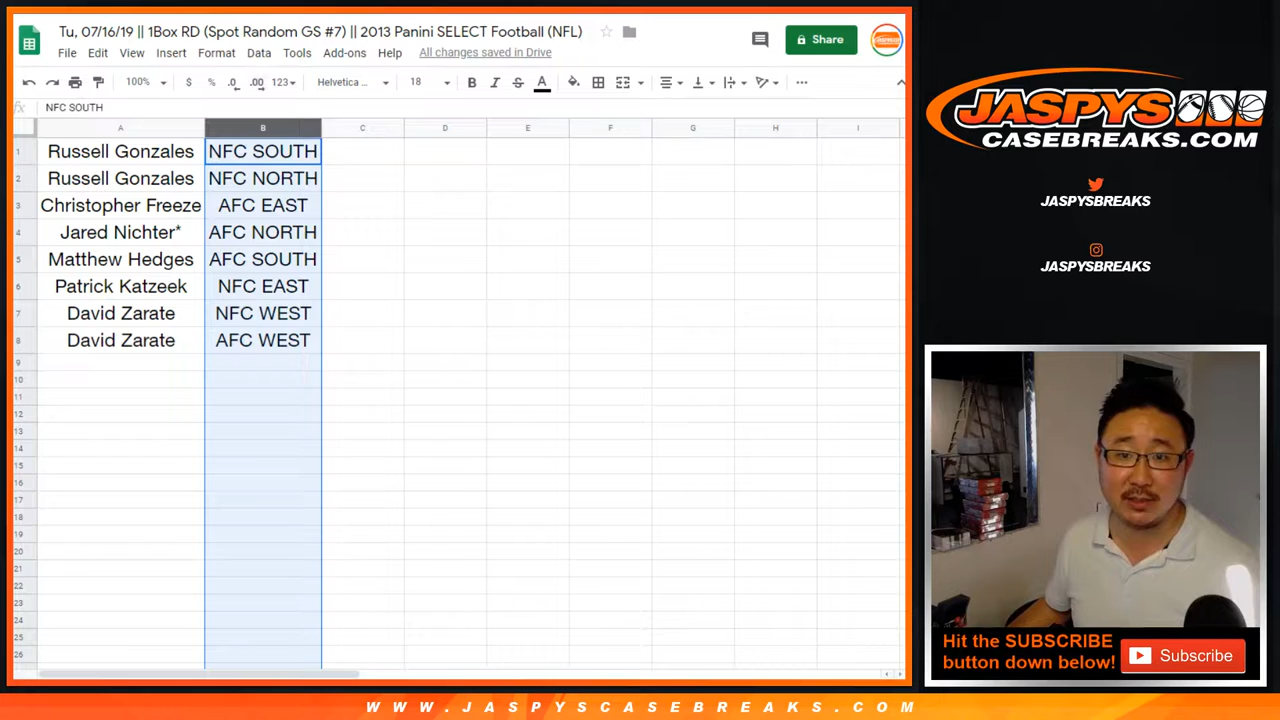 Tu, 07/16/19 || 1Box RD (Spot Random GS #7) || 2013 Panini SELECT Football (NFL)
File Edit View Insert Format Data Tools Add-ons Help All changes saved in Drive
Share
100% $ % .0 .00 123 Helvetica ... 18 B I S A
fx NFC SOUTH
A B C D E F G H I
1 Russell Gonzales NFC SOUTH
2 Russell Gonzales NFC NORTH
3 Christopher Freeze AFC EAST
4 Jared Nichter* AFC NORTH
5 Matthew Hedges AFC SOUTH
6 Patrick Katzeek NFC EAST
7 David Zarate NFC WEST
8 David Zarate AFC WEST
9
10
11
12
13
14
15
16
17
18
19
20
21
22
23
24
25
26
JASPYS
CASEBREAKS.COM
JASPYSBREAKS
JASPYSBREAKS
Hit the SUBSCRIBE
button down below!
Subscribe
WWW.JASPYSCASEBREAKS.COM